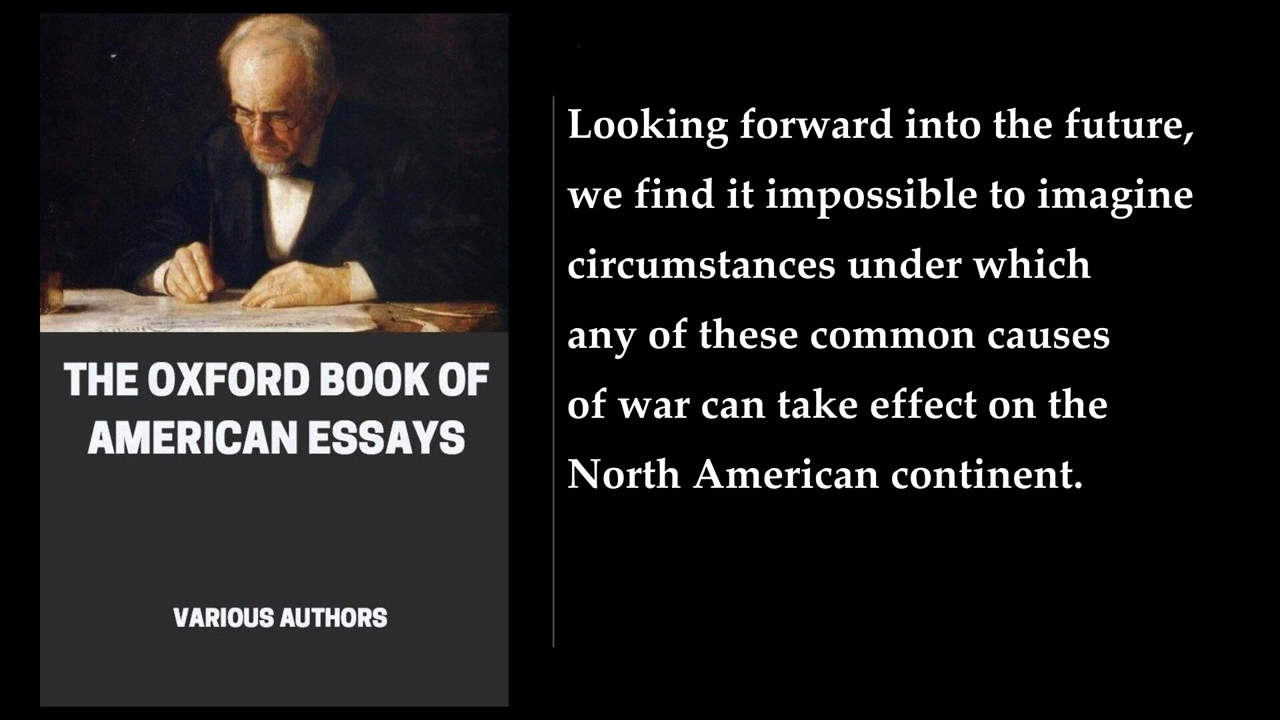 THE OXFORD BOOK OF
AMERICAN ESSAYS
VARIOUS AUTHORS
Looking forward into the future,
we find it impossible to imagine
circumstances under which
any of these common causes
of war can take effect on the
North American continent.